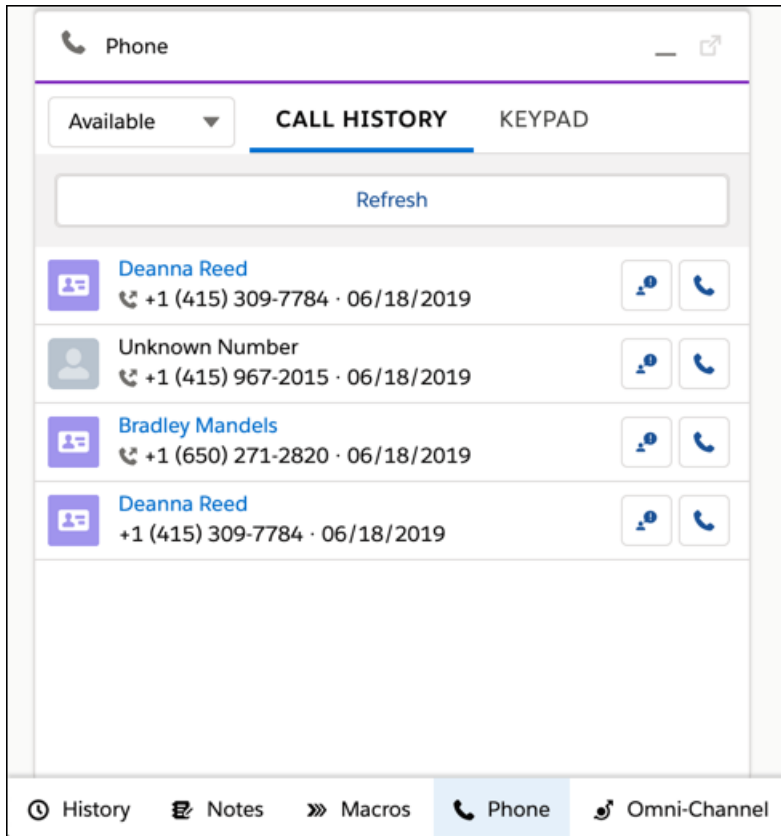 Phone
Available CALL HISTORY KEYPAD
Refresh
Deanna Reed
+1 (415) 309-7784 · 06/18/2019
Unknown Number
+1 (415) 967-2015 · 06/18/2019
Bradley Mandels
+1 (650) 271-2820 · 06/18/2019
Deanna Reed
+1 (415) 309-7784 · 06/18/2019
History Notes Macros Phone Omni-Channel